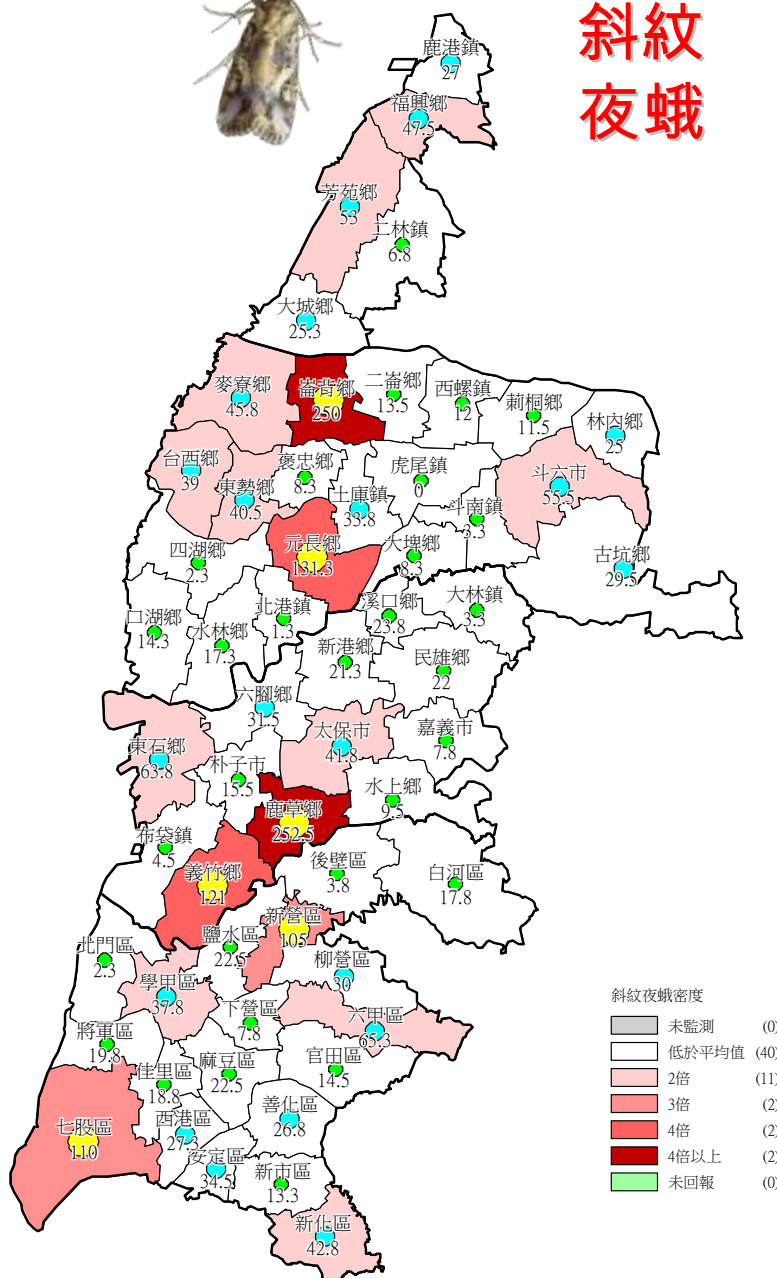 斜紋
夜蛾
鹿港鎮
27
福興鄉
47.5
芳苑鄉
53
二林鎮
6.8
大城鄉
25.3
麥寮鄉
45.8
崙背鄉
250
二崙鄉
13.5
西螺鎮
12
莿桐鄉
11.5
林內鄉
25
台西鄉
39
東勢鄉
40.5
褒忠鄉
8.3
土庫鎮
33.8
虎尾鎮
0
斗南鎮
3.3
斗六市
55.5
四湖鄉
2.3
元長鄉
131.3
大埤鄉
8.3
古坑鄉
29.5
口湖鄉
14.3
水林鄉
17.3
北港鎮
1.3
溪口鄉
23.8
大林鎮
3.3
新港鄉
21.3
民雄鄉
22
六腳鄉
31.5
東石鄉
63.8
朴子市
15.5
太保市
41.8
嘉義市
7.8
鹿草鄉
252.5
水上鄉
9.5
布袋鎮
4.5
義竹鄉
121
後壁區
3.8
白河區
17.8
北門區
2.3
鹽水區
22.5
新營區
105
柳營區
30
學甲區
37.8
下營區
7.8
六甲區
65.3
將軍區
19.8
佳里區
18.8
麻豆區
22.5
官田區
14.5
七股區
110
西港區
27.3
善化區
26.8
安定區
34.5
新市區
13.3
新化區
42.8
斜紋夜蛾密度
未監測 (0)
低於平均值 (40)
2倍 (11)
3倍 (2)
4倍 (2)
4倍以上 (2)
未回報 (0)